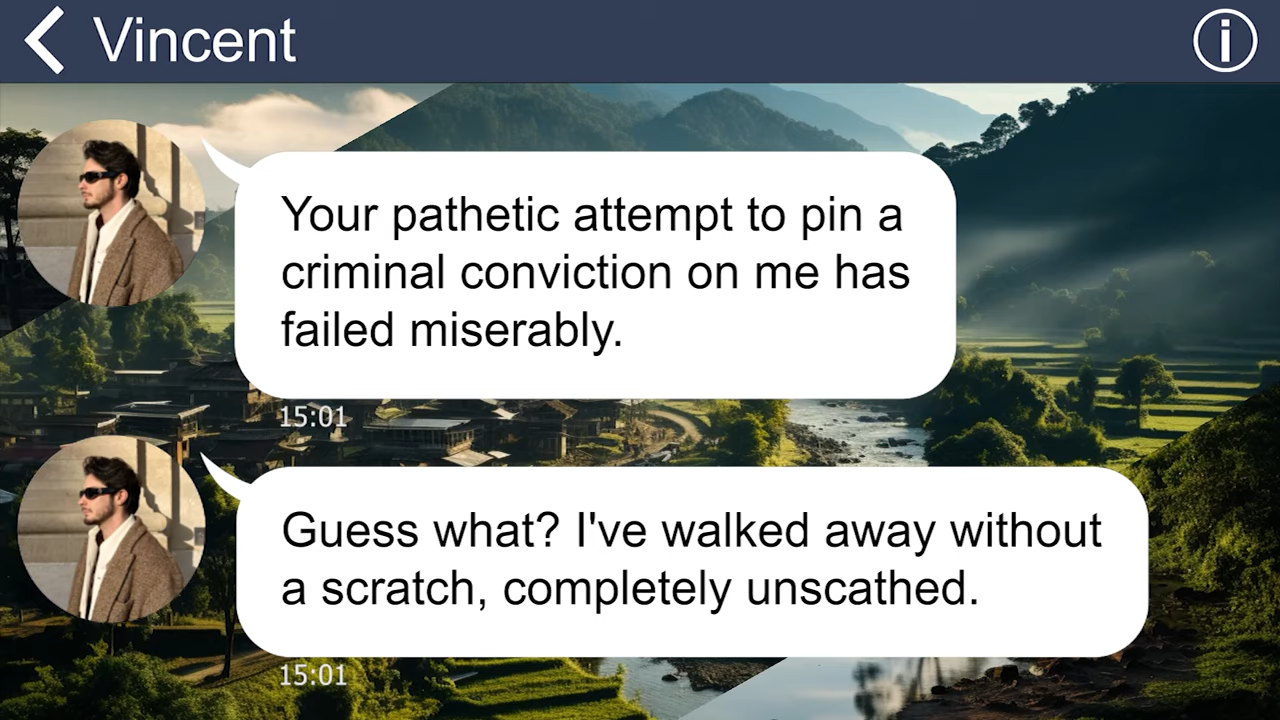 Vincent
Your pathetic attempt to pin a
criminal conviction on me has
failed miserably.
15:01
Guess what? I've walked away without
a scratch, completely unscathed.
15:01